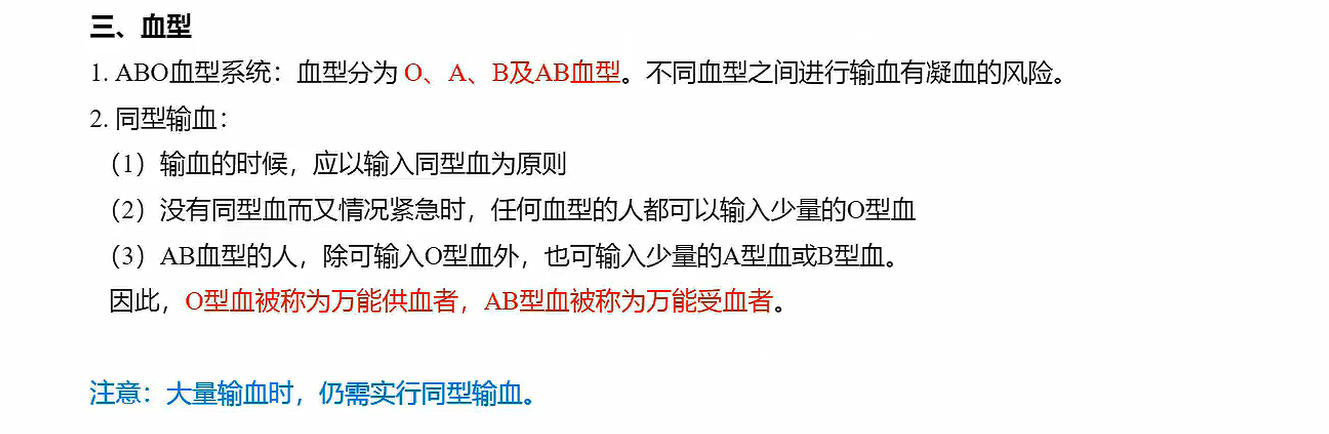 三、血型
1. ABO血型系统：血型分为 O、A、B及AB血型。不同血型之间进行输血有凝血的风险。
2. 同型输血：
（1）输血的时候，应以输入同型血为原则
（2）没有同型血而又情况紧急时，任何血型的人都可以输入少量的O型血
（3）AB血型的人，除可输入O型血外，也可输入少量的A型血或B型血。
因此，O型血被称为万能供血者，AB型血被称为万能受血者。
注意：大量输血时，仍需实行同型输血。